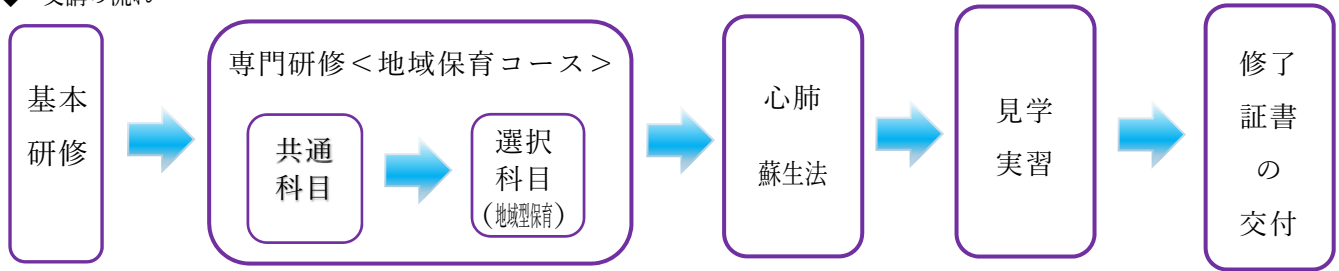 基本
研修
専門研修＜地域保育コース＞
共通
科目
選択
科目
（地域型保育）
心肺
蘇生法
見学
実習
修了
証書
の
交付